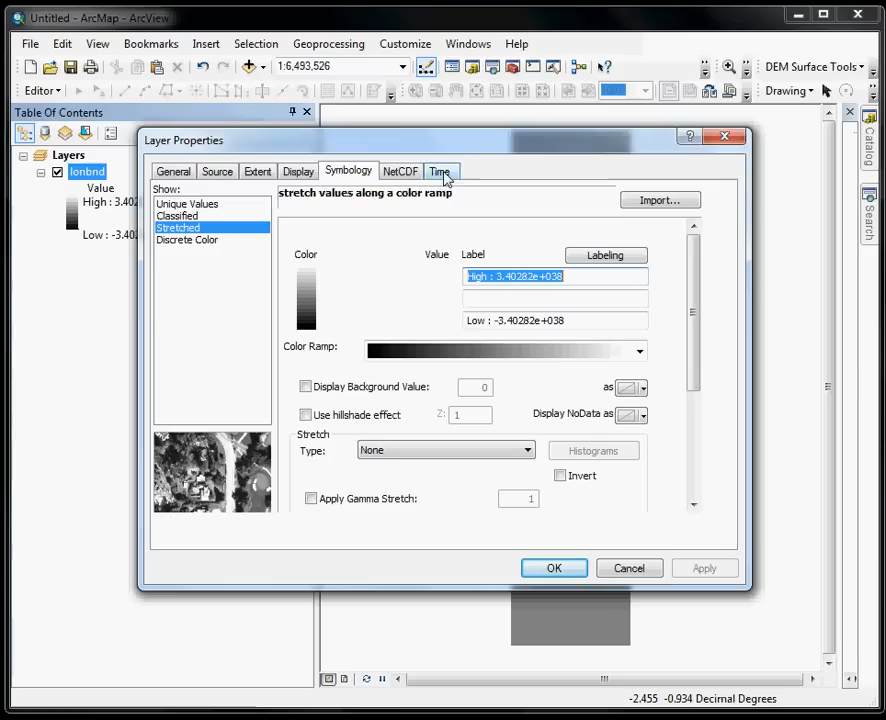 Untitled - ArcMap - ArcView
File Edit View Bookmarks Insert Selection Geoprocessing Customize Windows Help
1:6,493,526 DEM Surface Tools
Editor Drawing
Table Of Contents
Layers
lonbnd
Value
High : 3.402
Low : -3.402
Layer Properties
General Source Extent Display Symbology NetCDF Time
Show:
Unique Values
Classified
Stretched
Discrete Color
stretch values along a color ramp
Import...
Color Value Label Labeling
High : 3.40282e+038
Low : -3.40282e+038
Color Ramp:
Display Background Value: 0 as
Use hillshade effect Z: 1 Display NoData as
Stretch
Type: None Histograms
Invert
Apply Gamma Stretch: 1
OK Cancel Apply
Catalog
Search
-2.455 -0.934 Decimal Degrees